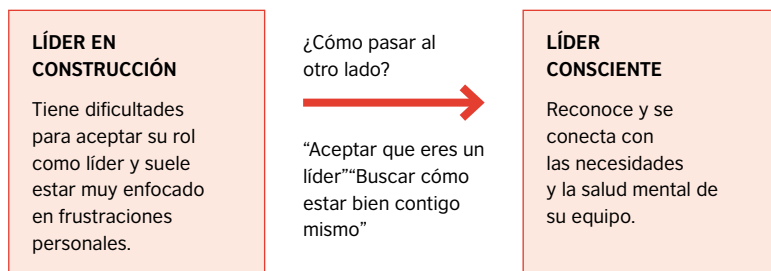 LÍDER EN
CONSTRUCCIÓN
Tiene dificultades
para aceptar su rol
como líder y suele
estar muy enfocado
en frustraciones
personales.
¿Cómo pasar al
otro lado?
“Aceptar que eres un
líder”“Buscar cómo
estar bien contigo
mismo”
LÍDER
CONSCIENTE
Reconoce y se
conecta con
las necesidades
y la salud mental de
su equipo.